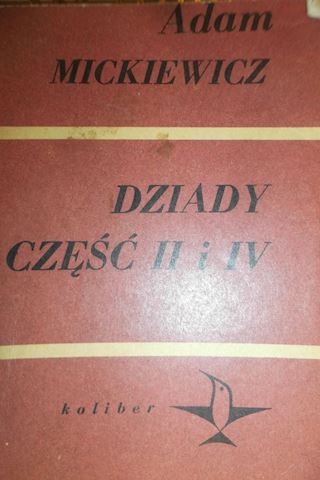 Adam
MICKIEWICZ
DZIADY
CZĘŚĆ II i IV
koliber